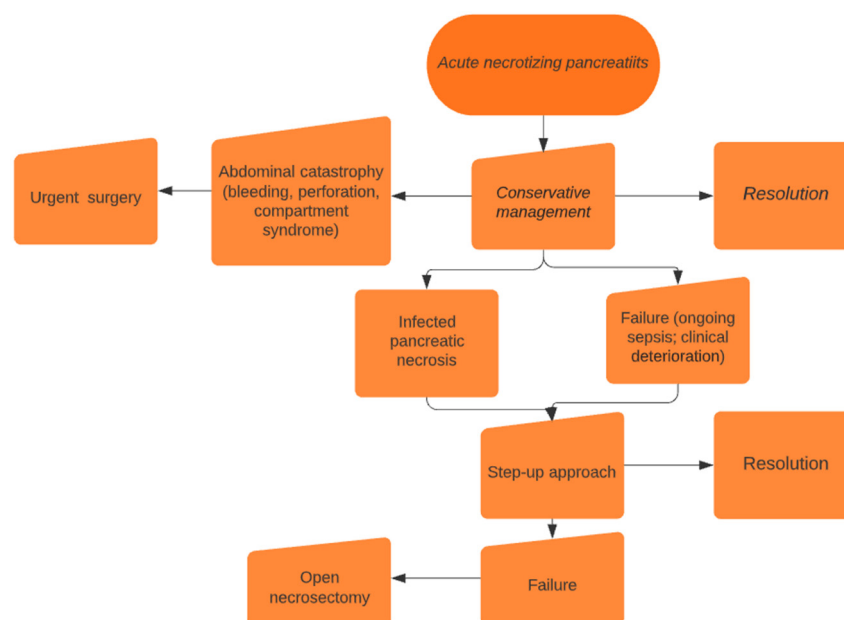 Acute necrotizing pancreatiits
Abdominal catastrophy
(bleeding, perforation,
compartment
syndrome)
Urgent surgery
Conservative
management
Resolution
Infected
pancreatic
necrosis
Failure (ongoing
sepsis; clinical
deterioration)
Step-up approach
Resolution
Open
necrosectomy
Failure